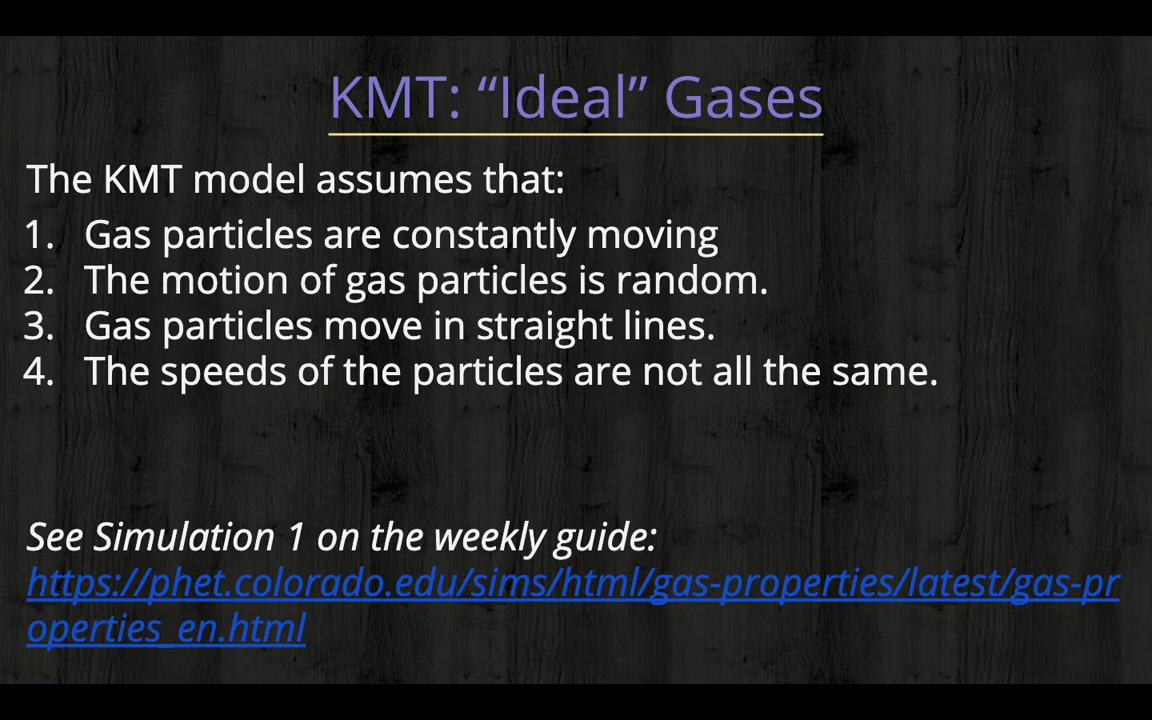 KMT: “Ideal” Gases
The KMT model assumes that:
1. Gas particles are constantly moving
2. The motion of gas particles is random.
3. Gas particles move in straight lines.
4. The speeds of the particles are not all the same.
See Simulation 1 on the weekly guide:
https://phet.colorado.edu/sims/html/gas-properties/latest/gas-pr
operties_en.html